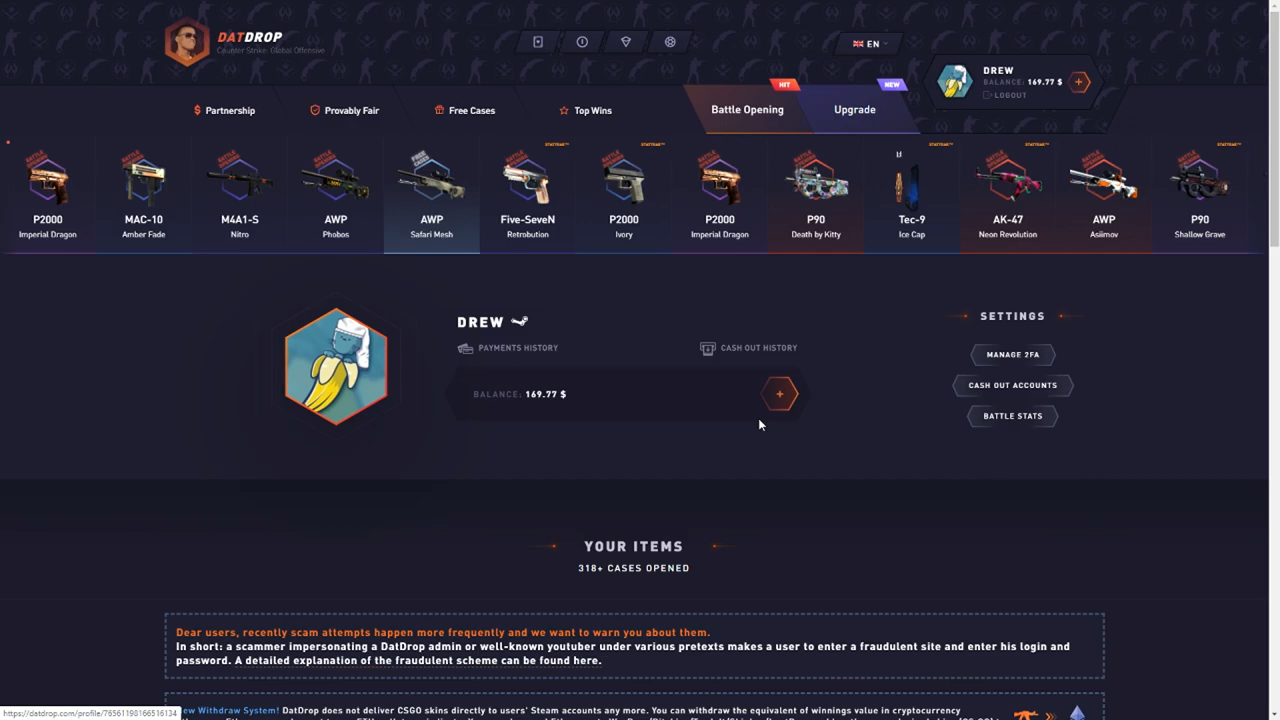 DATDROP
Counter Strike: Global Offensive
EN
DREW
BALANCE: 169.77 $
LOGOUT
HIT
NEW
Partnership
Provably Fair
Free Cases
Top Wins
Battle Opening
Upgrade
P2000
Imperial Dragon
MAC-10
Amber Fade
M4A1-S
Nitro
AWP
Phobos
AWP
Safari Mesh
Five-SeveN
Retrobution
P2000
Ivory
P2000
Imperial Dragon
P90
Death by Kitty
Tec-9
Ice Cap
AK-47
Neon Revolution
AWP
Asiimov
P90
Shallow Grave
DREW
PAYMENTS HISTORY
CASH OUT HISTORY
BALANCE: 169.77 $
SETTINGS
MANAGE 2FA
CASH OUT ACCOUNTS
BATTLE STATS
YOUR ITEMS
318+ CASES OPENED
Dear users, recently scam attempts happen more frequently and we want to warn you about them.
In short: a scammer impersonating a DatDrop admin or well-known youtuber under various pretexts makes a user to enter a fraudulent site and enter his login and
password. A detailed explanation of the fraudulent scheme can be found here.
ew Withdraw System! DatDrop does not deliver CSGO skins directly to users' Steam accounts any more. You can withdraw the equivalent of winnings value in cryptocurrency
https://datdrop.com/profile/76561198166516134